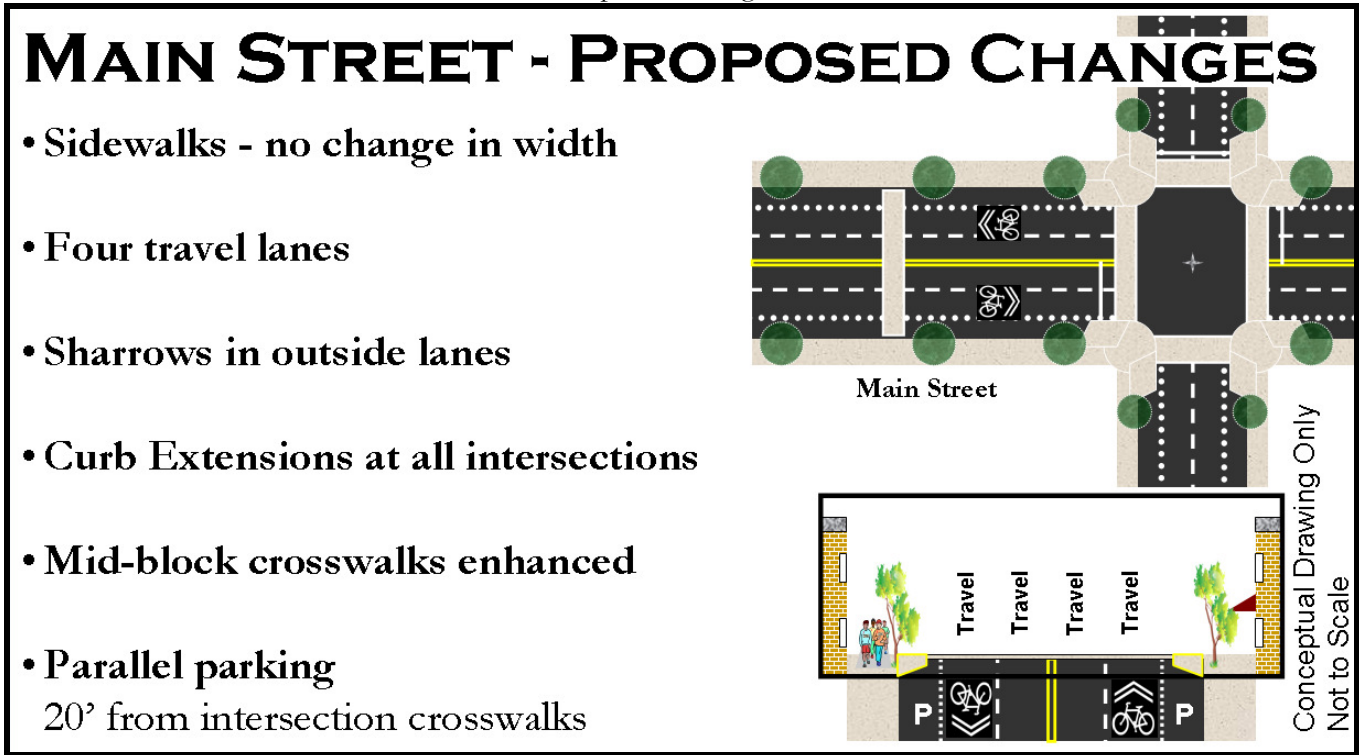 MAIN STREET - PROPOSED CHANGES
• Sidewalks - no change in width
• Four travel lanes
• Sharrows in outside lanes
• Curb Extensions at all intersections
• Mid-block crosswalks enhanced
• Parallel parking
20’ from intersection crosswalks
Main Street
Travel
Travel
Travel
Travel
P
P
Conceptual Drawing Only
Not to Scale